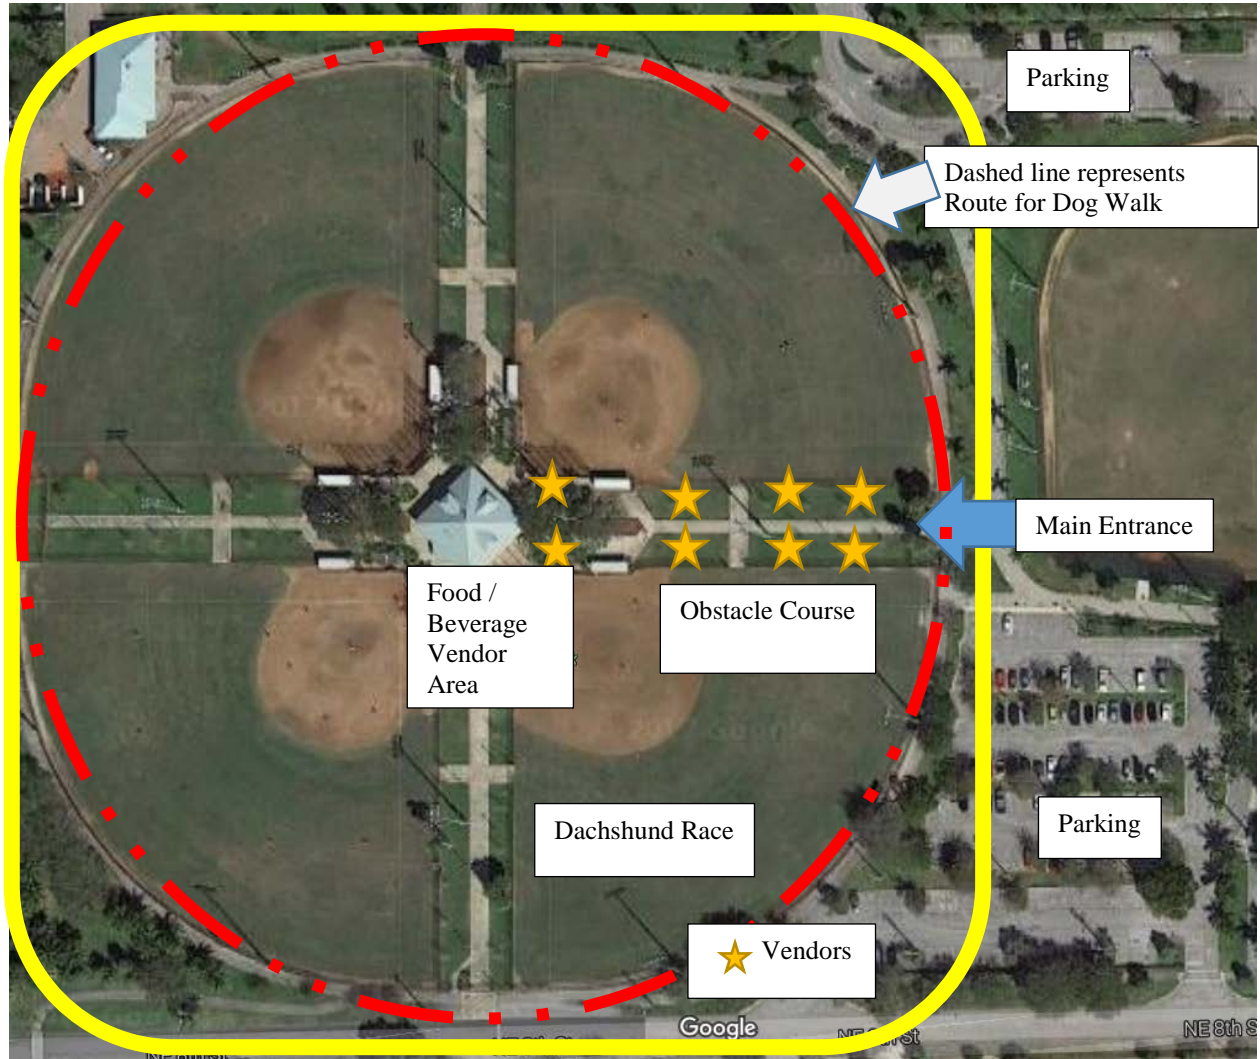 Parking
Dashed line represents
Route for Dog Walk
Main Entrance
Food /
Beverage
Vendor
Area
Obstacle Course
Dachshund Race
Parking
Vendors
Google
NE 8th St